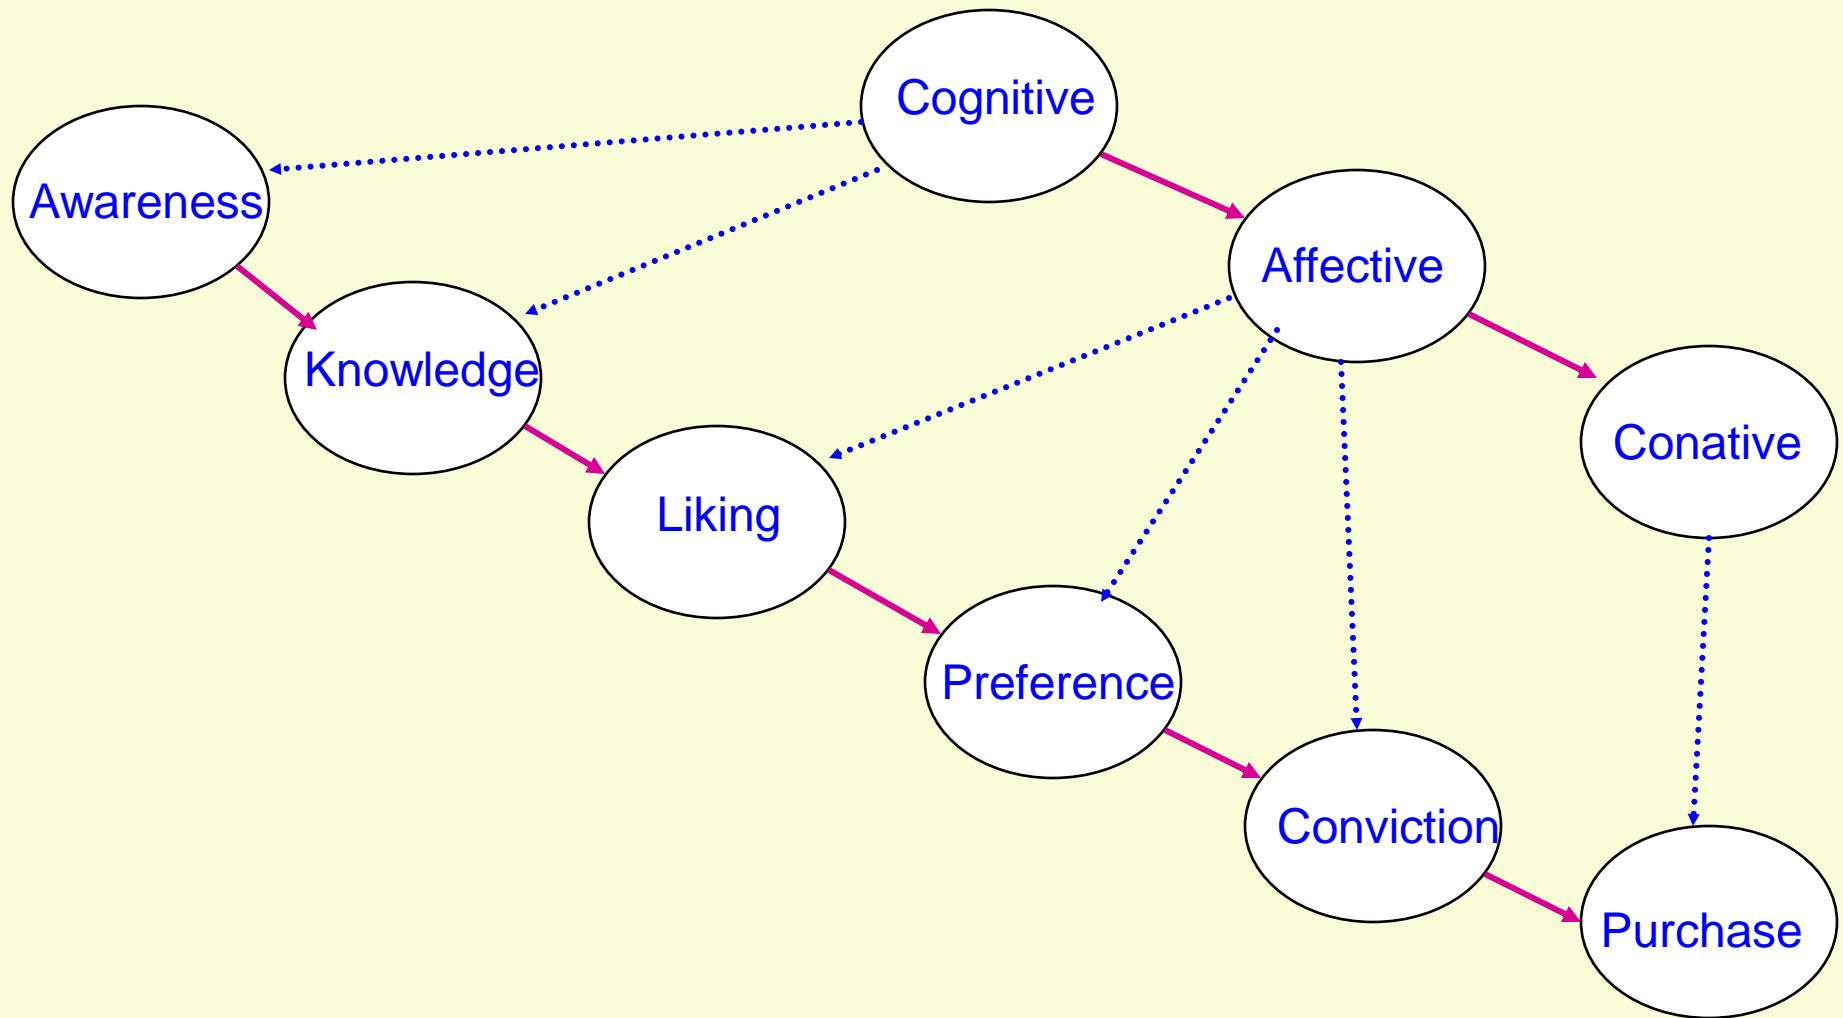 Cognitive
Awareness
Affective
Knowledge
Conative
Liking
Preference
Conviction
Purchase